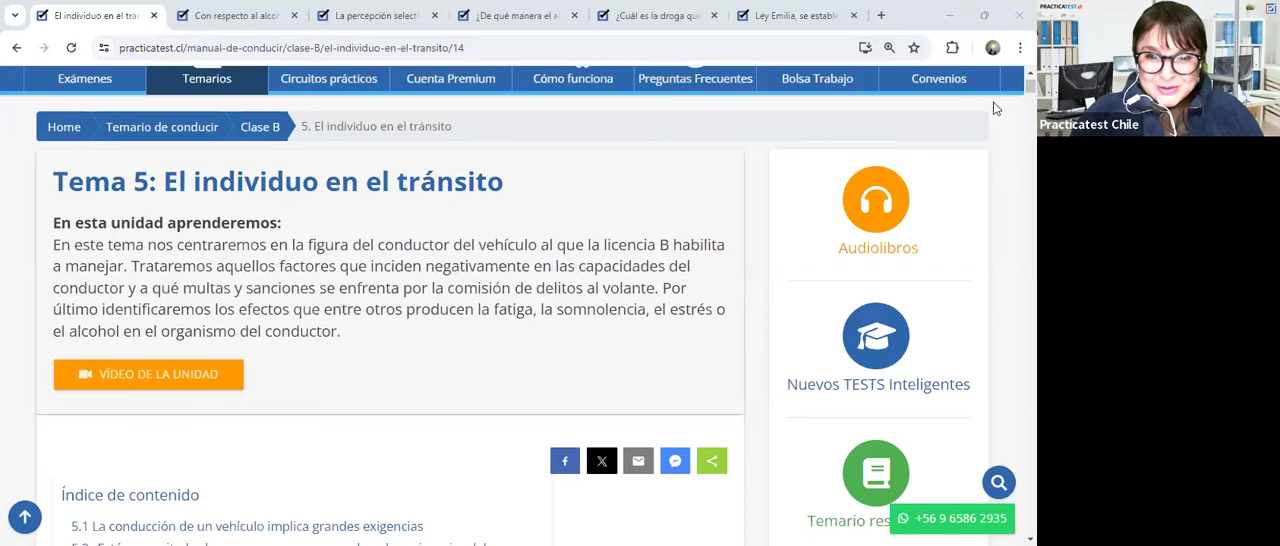 El individuo en el trán
Con respecto al alcoh
La percepción selecti
¿De qué manera el a
¿Cuál es la droga qu
Ley Emilia, se estable
practicatest.cl/manual-de-conducir/clase-B/el-individuo-en-el-transito/14
PRACTICATEST.cl
Practicatest Chile
Exámenes
Temarios
Circuitos prácticos
Cuenta Premium
Cómo funciona
Preguntas Frecuentes
Bolsa Trabajo
Convenios
Home
Temario de conducir
Clase B
5. El individuo en el tránsito
Tema 5: El individuo en el tránsito
En esta unidad aprenderemos:
En este tema nos centraremos en la figura del conductor del vehículo al que la licencia B habilita
a manejar. Trataremos aquellos factores que inciden negativamente en las capacidades del
conductor y a qué multas y sanciones se enfrenta por la comisión de delitos al volante. Por
último identificaremos los efectos que entre otros producen la fatiga, la somnolencia, el estrés o
el alcohol en el organismo del conductor.
VÍDEO DE LA UNIDAD
Índice de contenido
5.1 La conducción de un vehículo implica grandes exigencias
Audiolibros
Nuevos TESTS Inteligentes
Temario res
+56 9 6586 2935